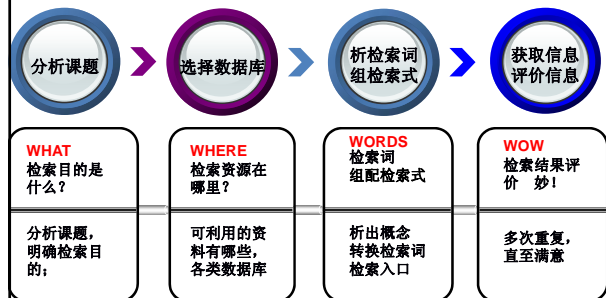 分析课题
选择数据库
析检索词
组检索式
获取信息
评价信息
WHAT
检索目的是
什么？
WHERE
检索资源在
哪里？
WORDS
检索词
组配检索式
WOW
检索结果评
价　妙！
分析课题，
明确检索目
的；
可利用的资
料有哪些，
各类数据库
析出概念
转换检索词
检索入口
多次重复，
直至满意